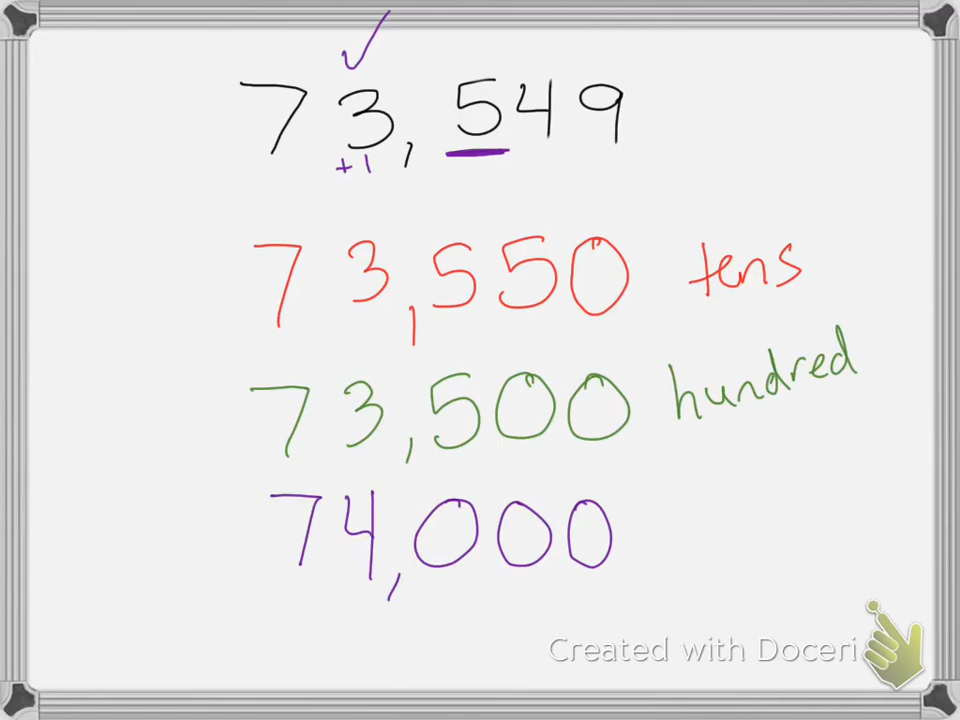 73,549
+1
73,550 tens
73,500 hundred
74,000
Created with Doceri